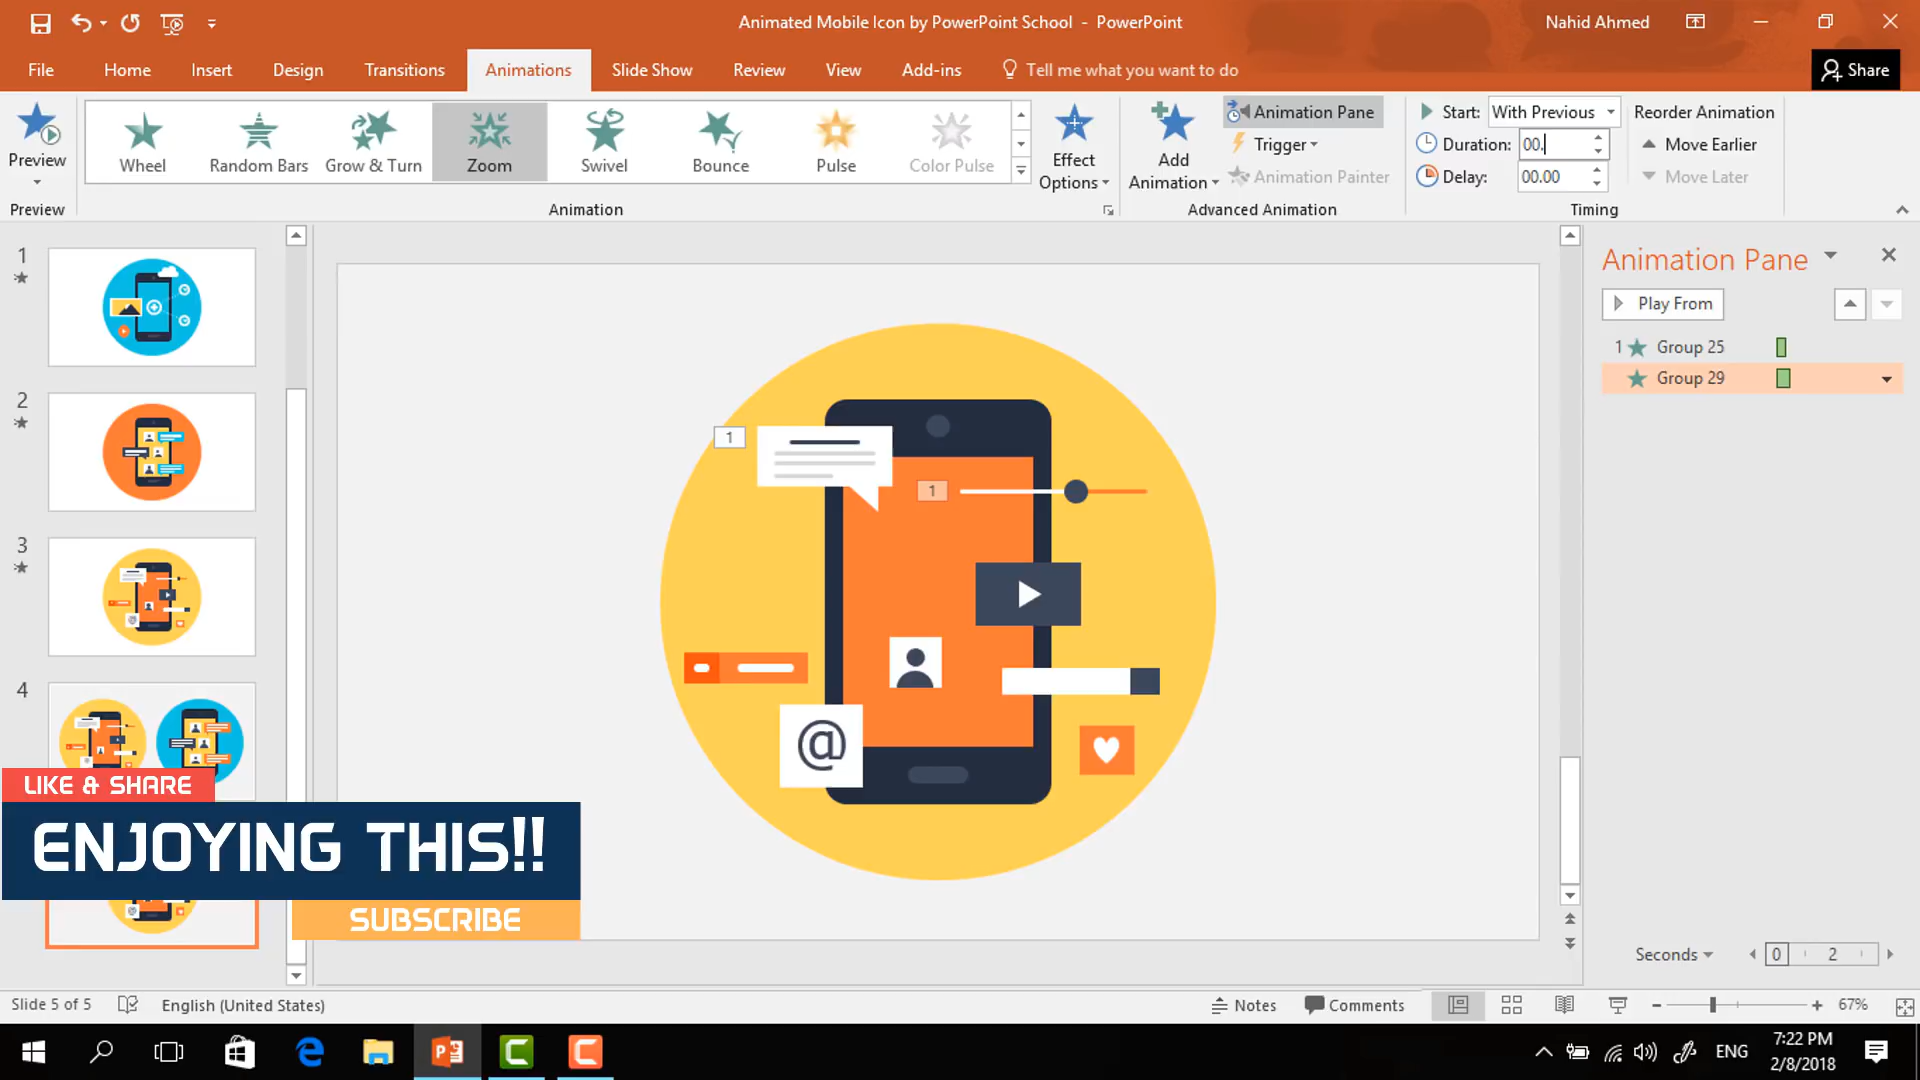 Animated Mobile Icon by PowerPoint School - PowerPoint
Nahid Ahmed
File
Home
Insert
Design
Transitions
Animations
Slide Show
Review
View
Add-ins
Tell me what you want to do
Share
Preview
Preview
Wheel
Random Bars
Grow & Turn
Zoom
Swivel
Bounce
Pulse
Color Pulse
Animation
Effect
Options
Add
Animation
Animation Pane
Trigger
Animation Painter
Advanced Animation
Start: With Previous
Duration: 00.
Delay: 00.00
Timing
Reorder Animation
Move Earlier
Move Later
1
2
3
4
1
1
@
Animation Pane
Play From
1 Group 25
Group 29
Seconds
0
2
LIKE & SHARE
ENJOYING THIS!!
SUBSCRIBE
Slide 5 of 5
English (United States)
Notes
Comments
67%
ENG
7:22 PM
2/8/2018